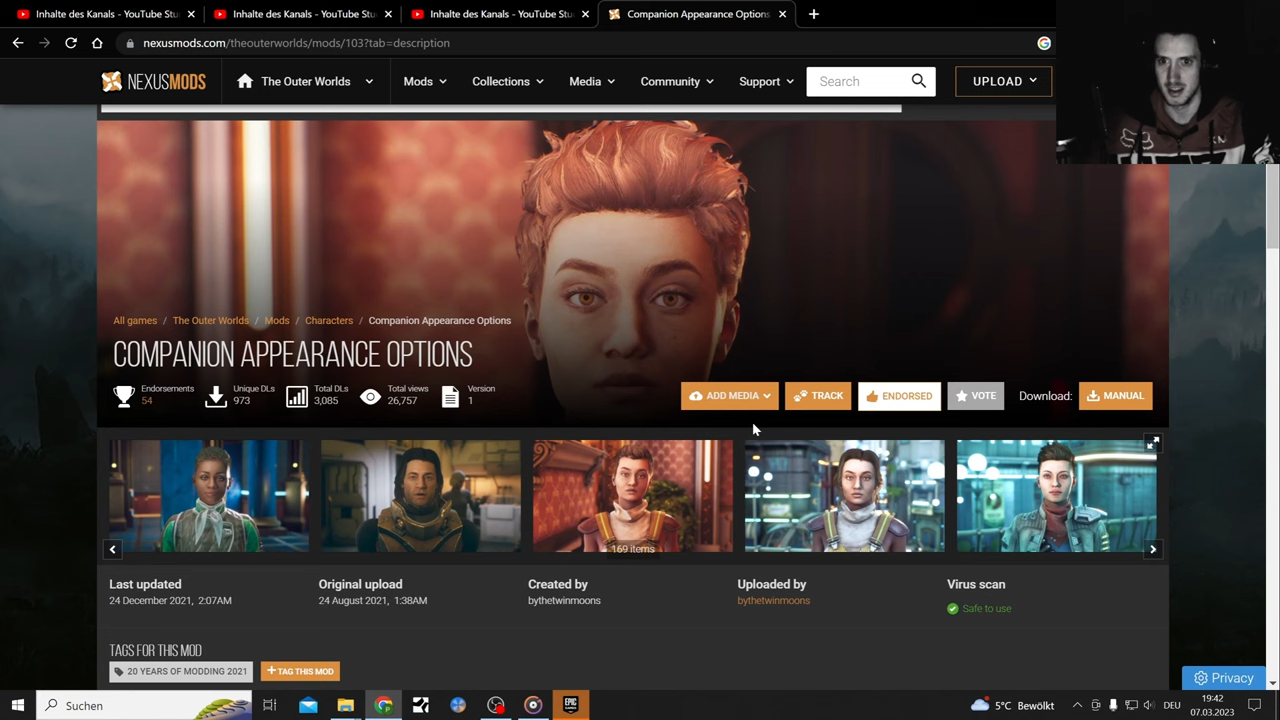 Inhalte des Kanals - YouTube Stu
Inhalte des Kanals - YouTube Stu
Inhalte des Kanals - YouTube Stu
Companion Appearance Options
nexusmods.com/theouterworlds/mods/103?tab=description
NEXUSMODS
The Outer Worlds
Mods
Collections
Media
Community
Support
Search
UPLOAD
All games / The Outer Worlds / Mods / Characters / Companion Appearance Options
COMPANION APPEARANCE OPTIONS
Endorsements
54
Unique DLs
973
Total DLs
3,085
Total views
26,757
Version
1
ADD MEDIA
TRACK
ENDORSED
VOTE
Download:
MANUAL
169 items
Last updated
24 December 2021, 2:07AM
Original upload
24 August 2021, 1:38AM
Created by
bythetwinmoons
Uploaded by
bythetwinmoons
Virus scan
Safe to use
TAGS FOR THIS MOD
20 YEARS OF MODDING 2021
+ TAG THIS MOD
Privacy
Suchen
EPIC
5°C Bewölkt
DEU
19:42
07.03.2023